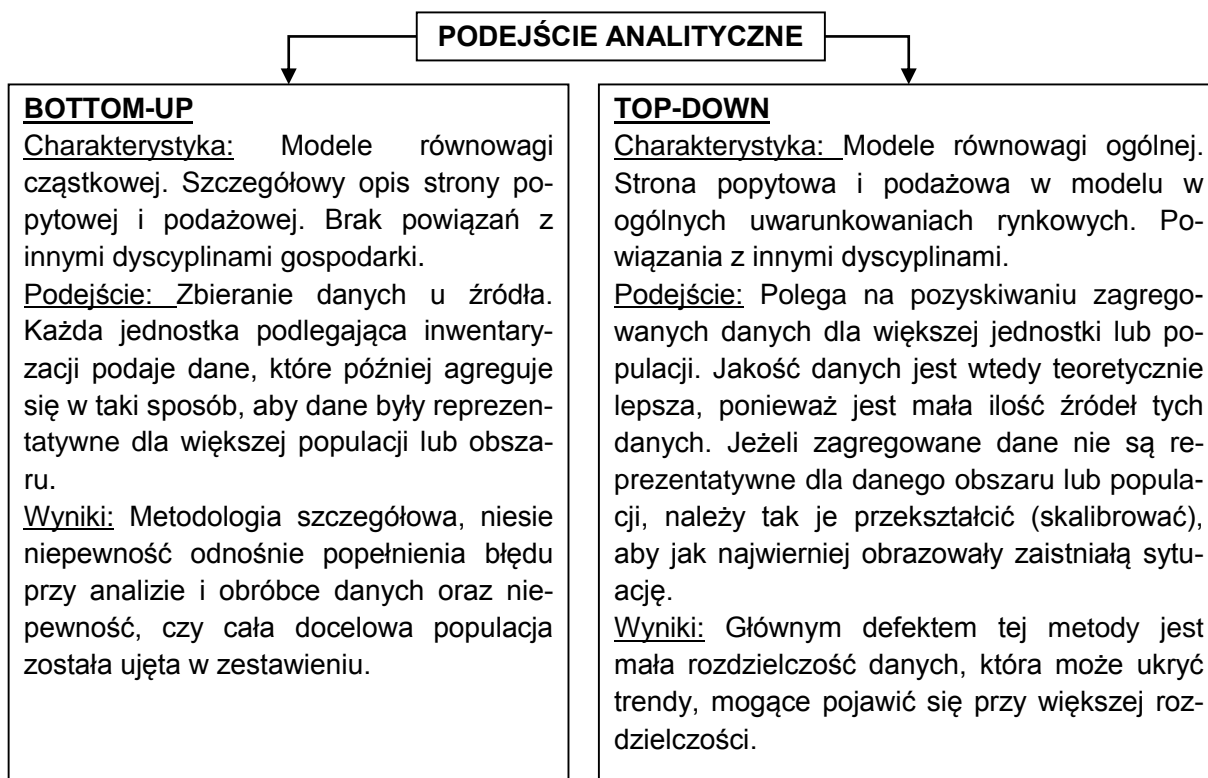 PODEJŚCIE ANALITYCZNE
BOTTOM-UP
Charakterystyka: Modele równowagi
cząstkowej. Szczegółowy opis strony po-
pytowej i podażowej. Brak powiązań z
innymi dyscyplinami gospodarki.
Podejście: Zbieranie danych u źródła.
Każda jednostka podlegająca inwentary-
zacji podaje dane, które później agreguje
się w taki sposób, aby dane były reprezen-
tatywne dla większej populacji lub obsza-
ru.
Wyniki: Metodologia szczegółowa, niesie
niepewność odnośnie popełnienia błędu
przy analizie i obróbce danych oraz nie-
pewność, czy cała docelowa populacja
została ujęta w zestawieniu.
TOP-DOWN
Charakterystyka: Modele równowagi ogólnej.
Strona popytowa i podażowa w modelu w
ogólnych uwarunkowaniach rynkowych. Po-
wiązania z innymi dyscyplinami.
Podejście: Polega na pozyskiwaniu zagrego-
wanych danych dla większej jednostki lub po-
pulacji. Jakość danych jest wtedy teoretycznie
lepsza, ponieważ jest mała ilość źródeł tych
danych. Jeżeli zagregowane dane nie są re-
prezentatywne dla danego obszaru lub popula-
cji, należy tak je przekształcić (skalibrować),
aby jak najwierniej obrazowały zaistniałą sytu-
ację.
Wyniki: Głównym defektem tej metody jest
mała rozdzielczość danych, która może ukryć
trendy, mogące pojawić się przy większej roz-
dzielczości.